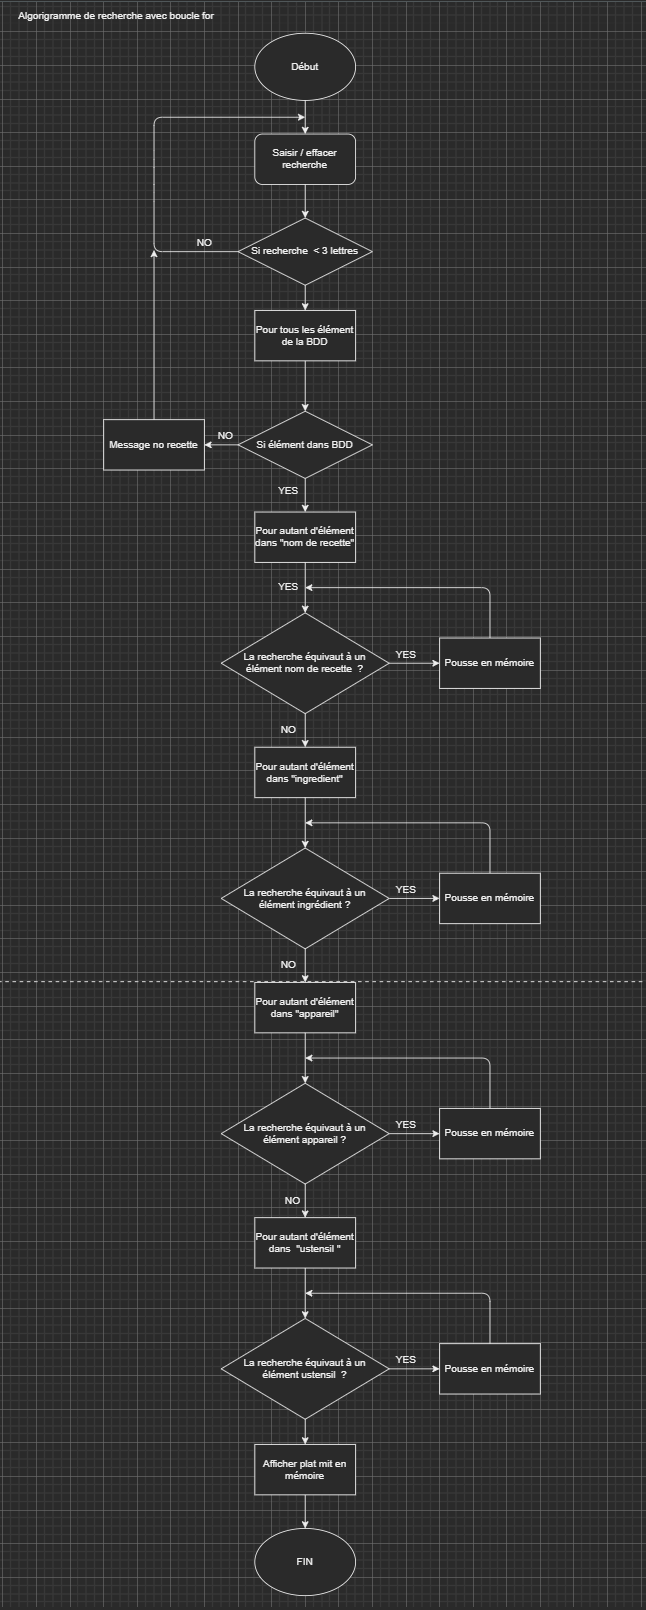 Algorigramme de recherche avec boucle for
Début
Saisir / effacer
recherche
NO
Si recherche < 3 lettres
Pour tous les élément
de la BDD
Message no recette
NO
Si élément dans BDD
YES
Pour autant d'élément
dans "nom de recette"
YES
La recherche équivaut à un
élément nom de recette ?
YES
Pousse en mémoire
NO
Pour autant d'élément
dans "ingredient"
La recherche équivaut à un
élément ingrédient ?
YES
Pousse en mémoire
NO
Pour autant d'élément
dans "appareil"
La recherche équivaut à un
élément appareil ?
YES
Pousse en mémoire
NO
Pour autant d'élément
dans "ustensil "
La recherche équivaut à un
élément ustensil ?
YES
Pousse en mémoire
Afficher plat mit en
mémoire
FIN